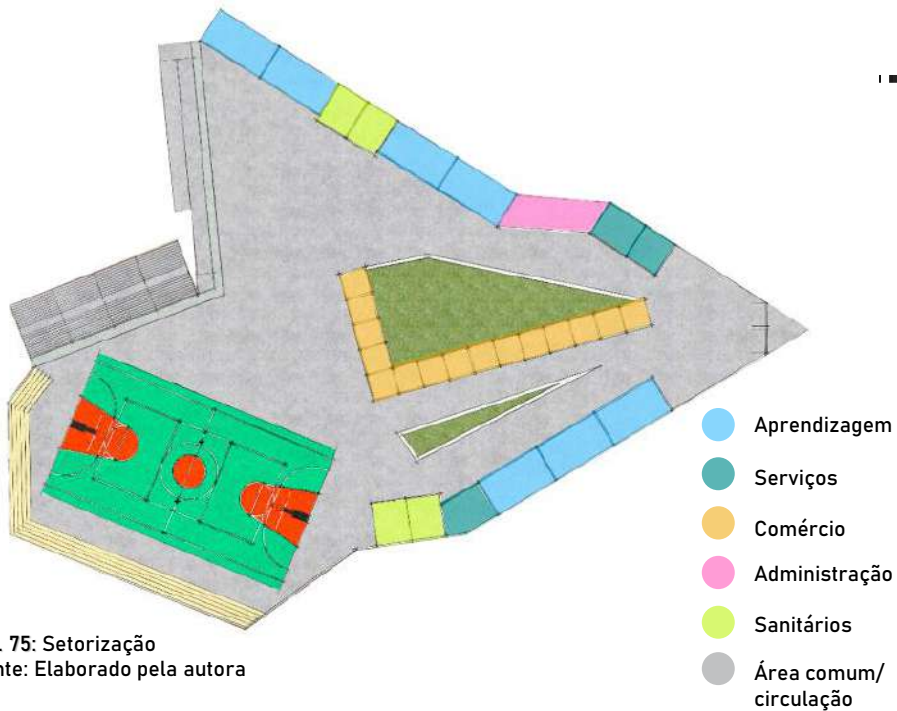 Aprendizagem
Serviços
Comércio
Administração
Sanitários
Área comum/
circulação
. 75: Setorização
nte: Elaborado pela autora